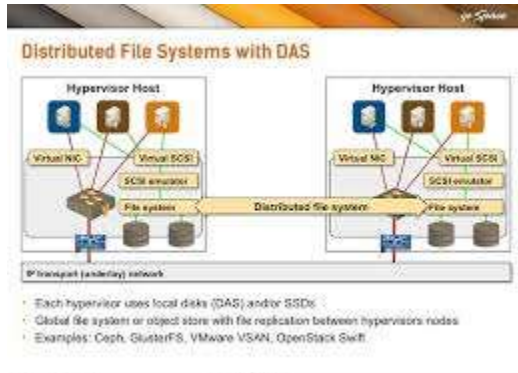 ip Space
Distributed File Systems with DAS
Hypervisor Host
Hypervisor Host
Virtual NIC
Virtual SCSI
Virtual NIC
Virtual SCSI
SCSI emulator
SCSI emulator
File system
Distributed file system
File system
IP transport (underlay) network
Each hypervisor uses local disks (DAS) and/or SSDs
Global file system or object store with file replication between hypervisors nodes
Examples: Ceph, GlusterFS, VMware VSAN, OpenStack Swift